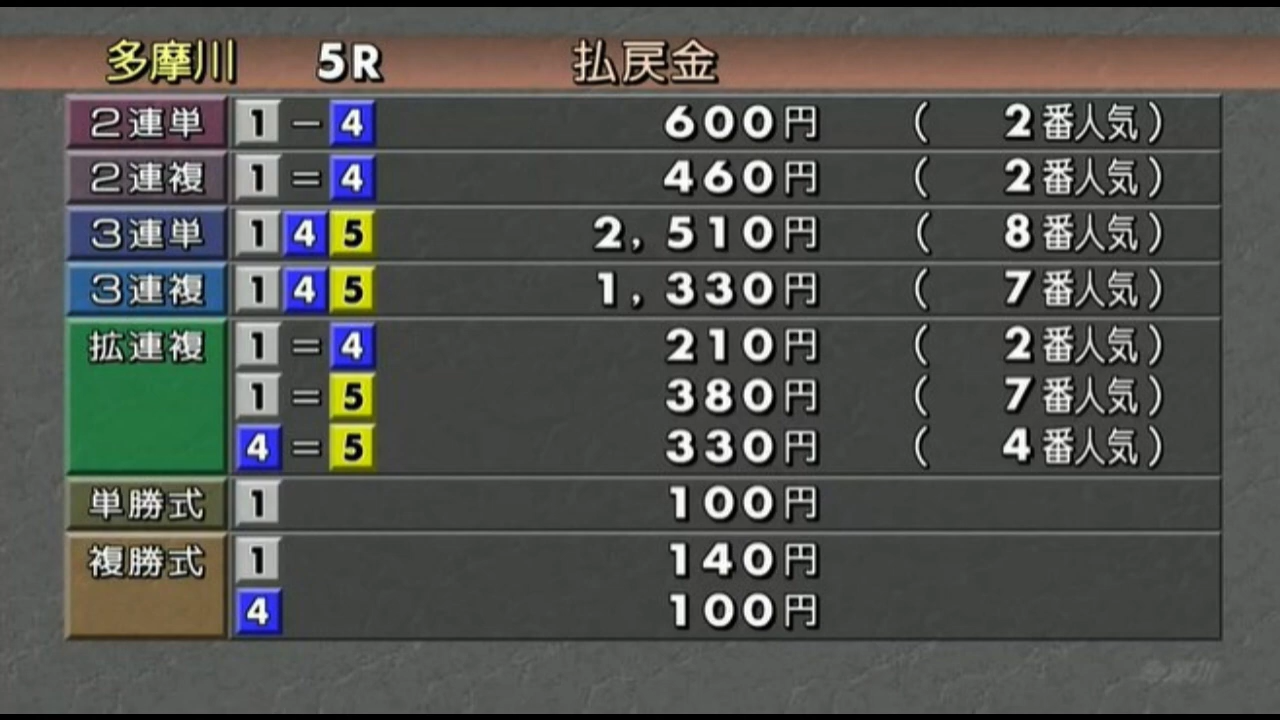 多摩川 5R 払戻金
2連単 1 - 4 600円 ( 2番人気)
2連複 1 = 4 460円 ( 2番人気)
3連単 1 4 5 2,510円 ( 8番人気)
3連複 1 4 5 1,330円 ( 7番人気)
拡連複 1 = 4 210円 ( 2番人気)
1 = 5 380円 ( 7番人気)
4 = 5 330円 ( 4番人気)
単勝式 1 100円
複勝式 1 140円
4 100円
多摩川